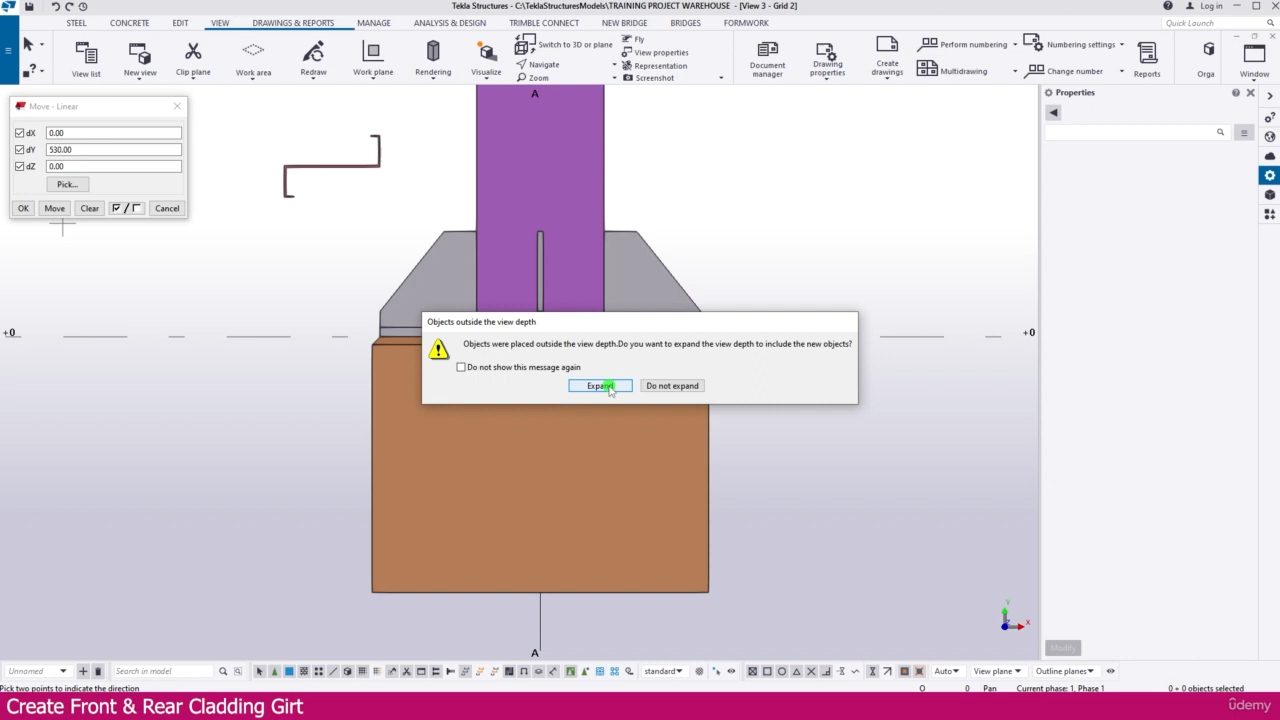 Tekla Structures - C:\TeklaStructuresModels\TRAINING PROJECT WAREHOUSE - [View 3 - Grid 2]
Log in
STEEL CONCRETE EDIT VIEW DRAWINGS & REPORTS MANAGE ANALYSIS & DESIGN TRIMBLE CONNECT NEW BRIDGE BRIDGES FORMWORK
Quick Launch
View list
New view
Clip plane
Work area
Redraw
Work plane
Rendering
Visualize
Switch to 3D or plane
Navigate
Zoom
Fly
View properties
Representation
Screenshot
Document manager
Drawing properties
Create drawings
Perform numbering
Multidrawing
Numbering settings
Change number
Reports
Orga
Window
Move - Linear
dX 0.00
dY 530.00
dZ 0.00
Pick...
OK Move Clear / Cancel
Properties
A
+0
+0
Objects outside the view depth
Objects were placed outside the view depth.Do you want to expand the view depth to include the new objects?
Do not show this message again
Expand Do not expand
A
Y
X
Modify
Unnamed
Search in model
standard
Auto
View plane
Outline planes
Pick two points to indicate the direction
O 0 Pan Current phase: 1, Phase 1 0 + 0 objects selected
Create Front & Rear Cladding Girt
ûdemy